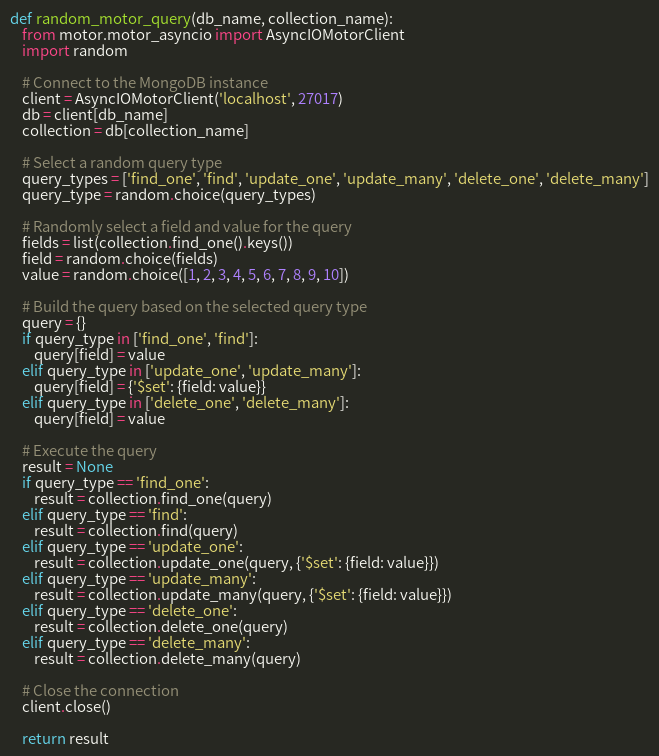 def random_motor_query(db_name, collection_name):
    from motor.motor_asyncio import AsyncIOMotorClient
    import random

    # Connect to the MongoDB instance
    client = AsyncIOMotorClient('localhost', 27017)
    db = client[db_name]
    collection = db[collection_name]

    # Select a random query type
    query_types = ['find_one', 'find', 'update_one', 'update_many', 'delete_one', 'delete_many']
    query_type = random.choice(query_types)

    # Randomly select a field and value for the query
    fields = list(collection.find_one().keys())
    field = random.choice(fields)
    value = random.choice([1, 2, 3, 4, 5, 6, 7, 8, 9, 10])

    # Build the query based on the selected query type
    query = {}
    if query_type in ['find_one', 'find']:
        query[field] = value
    elif query_type in ['update_one', 'update_many']:
        query[field] = {'$set': {field: value}}
    elif query_type in ['delete_one', 'delete_many']:
        query[field] = value

    # Execute the query
    result = None
    if query_type == 'find_one':
        result = collection.find_one(query)
    elif query_type == 'find':
        result = collection.find(query)
    elif query_type == 'update_one':
        result = collection.update_one(query, {'$set': {field: value}})
    elif query_type == 'update_many':
        result = collection.update_many(query, {'$set': {field: value}})
    elif query_type == 'delete_one':
        result = collection.delete_one(query)
    elif query_type == 'delete_many':
        result = collection.delete_many(query)

    # Close the connection
    client.close()

    return result